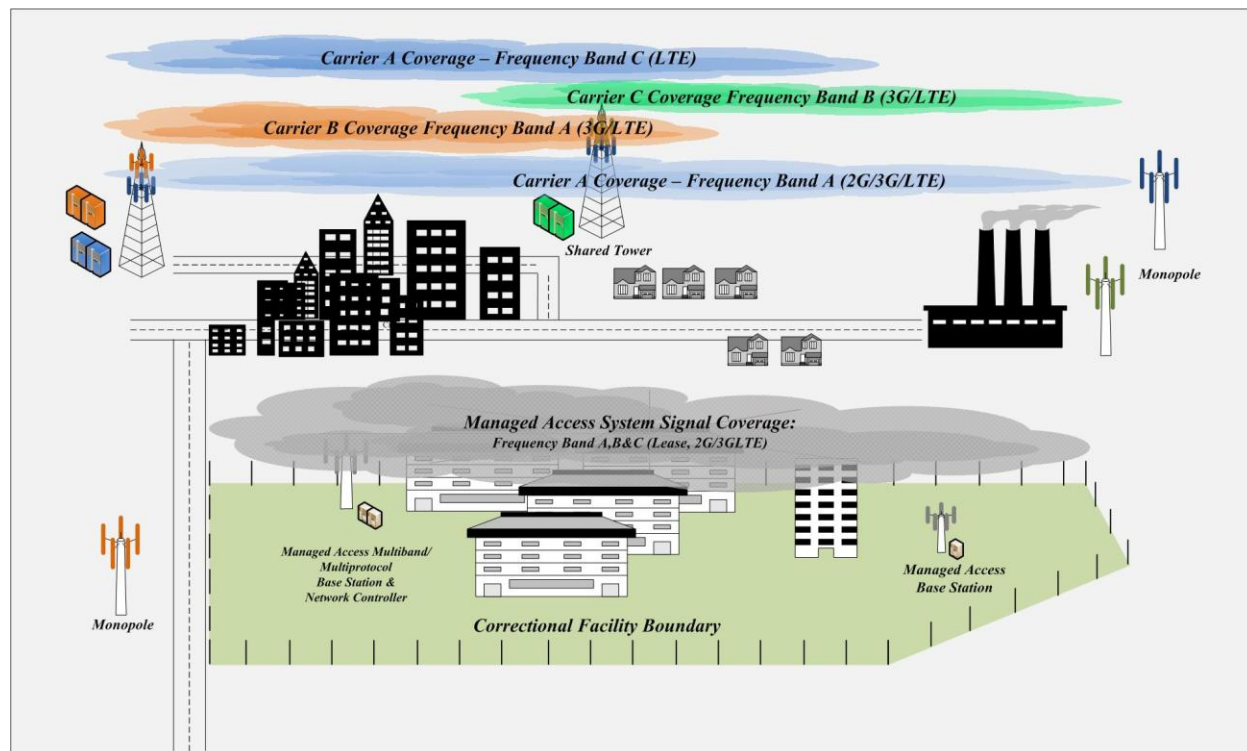 Carrier A Coverage – Frequency Band C (LTE)
Carrier C Coverage Frequency Band B (3G/LTE)
Carrier B Coverage Frequency Band A (3G/LTE)
Carrier A Coverage – Frequency Band A (2G/3G/LTE)
Shared Tower
Monopole
Managed Access System Signal Coverage:
Frequency Band A,B&C (Lease, 2G/3GLTE)
Managed Access Multiband/
Multiprotocol
Base Station &
Network Controller
Managed Access
Base Station
Monopole
Correctional Facility Boundary